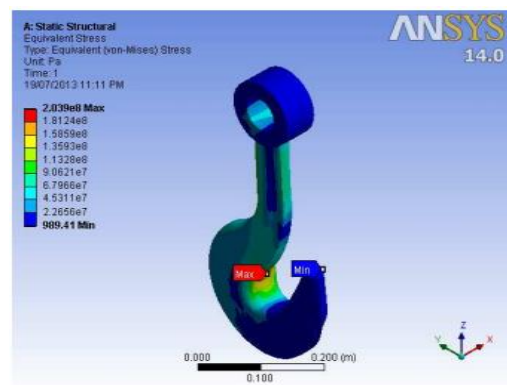 A: Static Structural
Equivalent Stress
Type: Equivalent (von-Mises) Stress
Unit: Pa
Time: 1
19/07/2013 11:11 PM
2.039e8 Max
1.8124e8
1.5859e8
1.3593e8
1.1328e8
9.0621e7
6.7966e7
4.5311e7
2.2656e7
989.41 Min
ANSYS
14.0
Max
Min
0.000
0.200 (m)
0.100
Z
Y
X